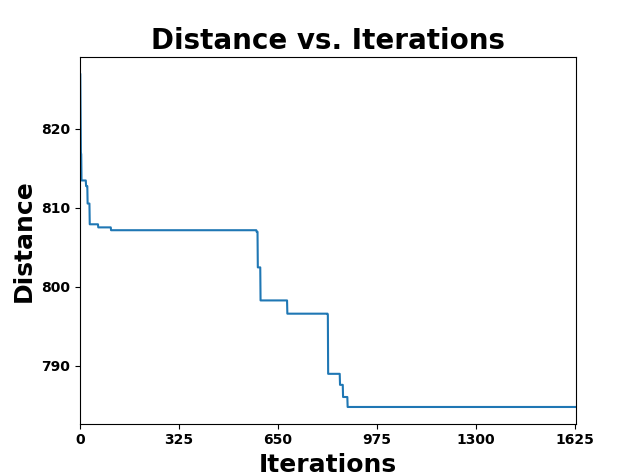 Distance vs. Iterations
820
810
800
790
Distance
0 325 650 975 1300 1625
Iterations